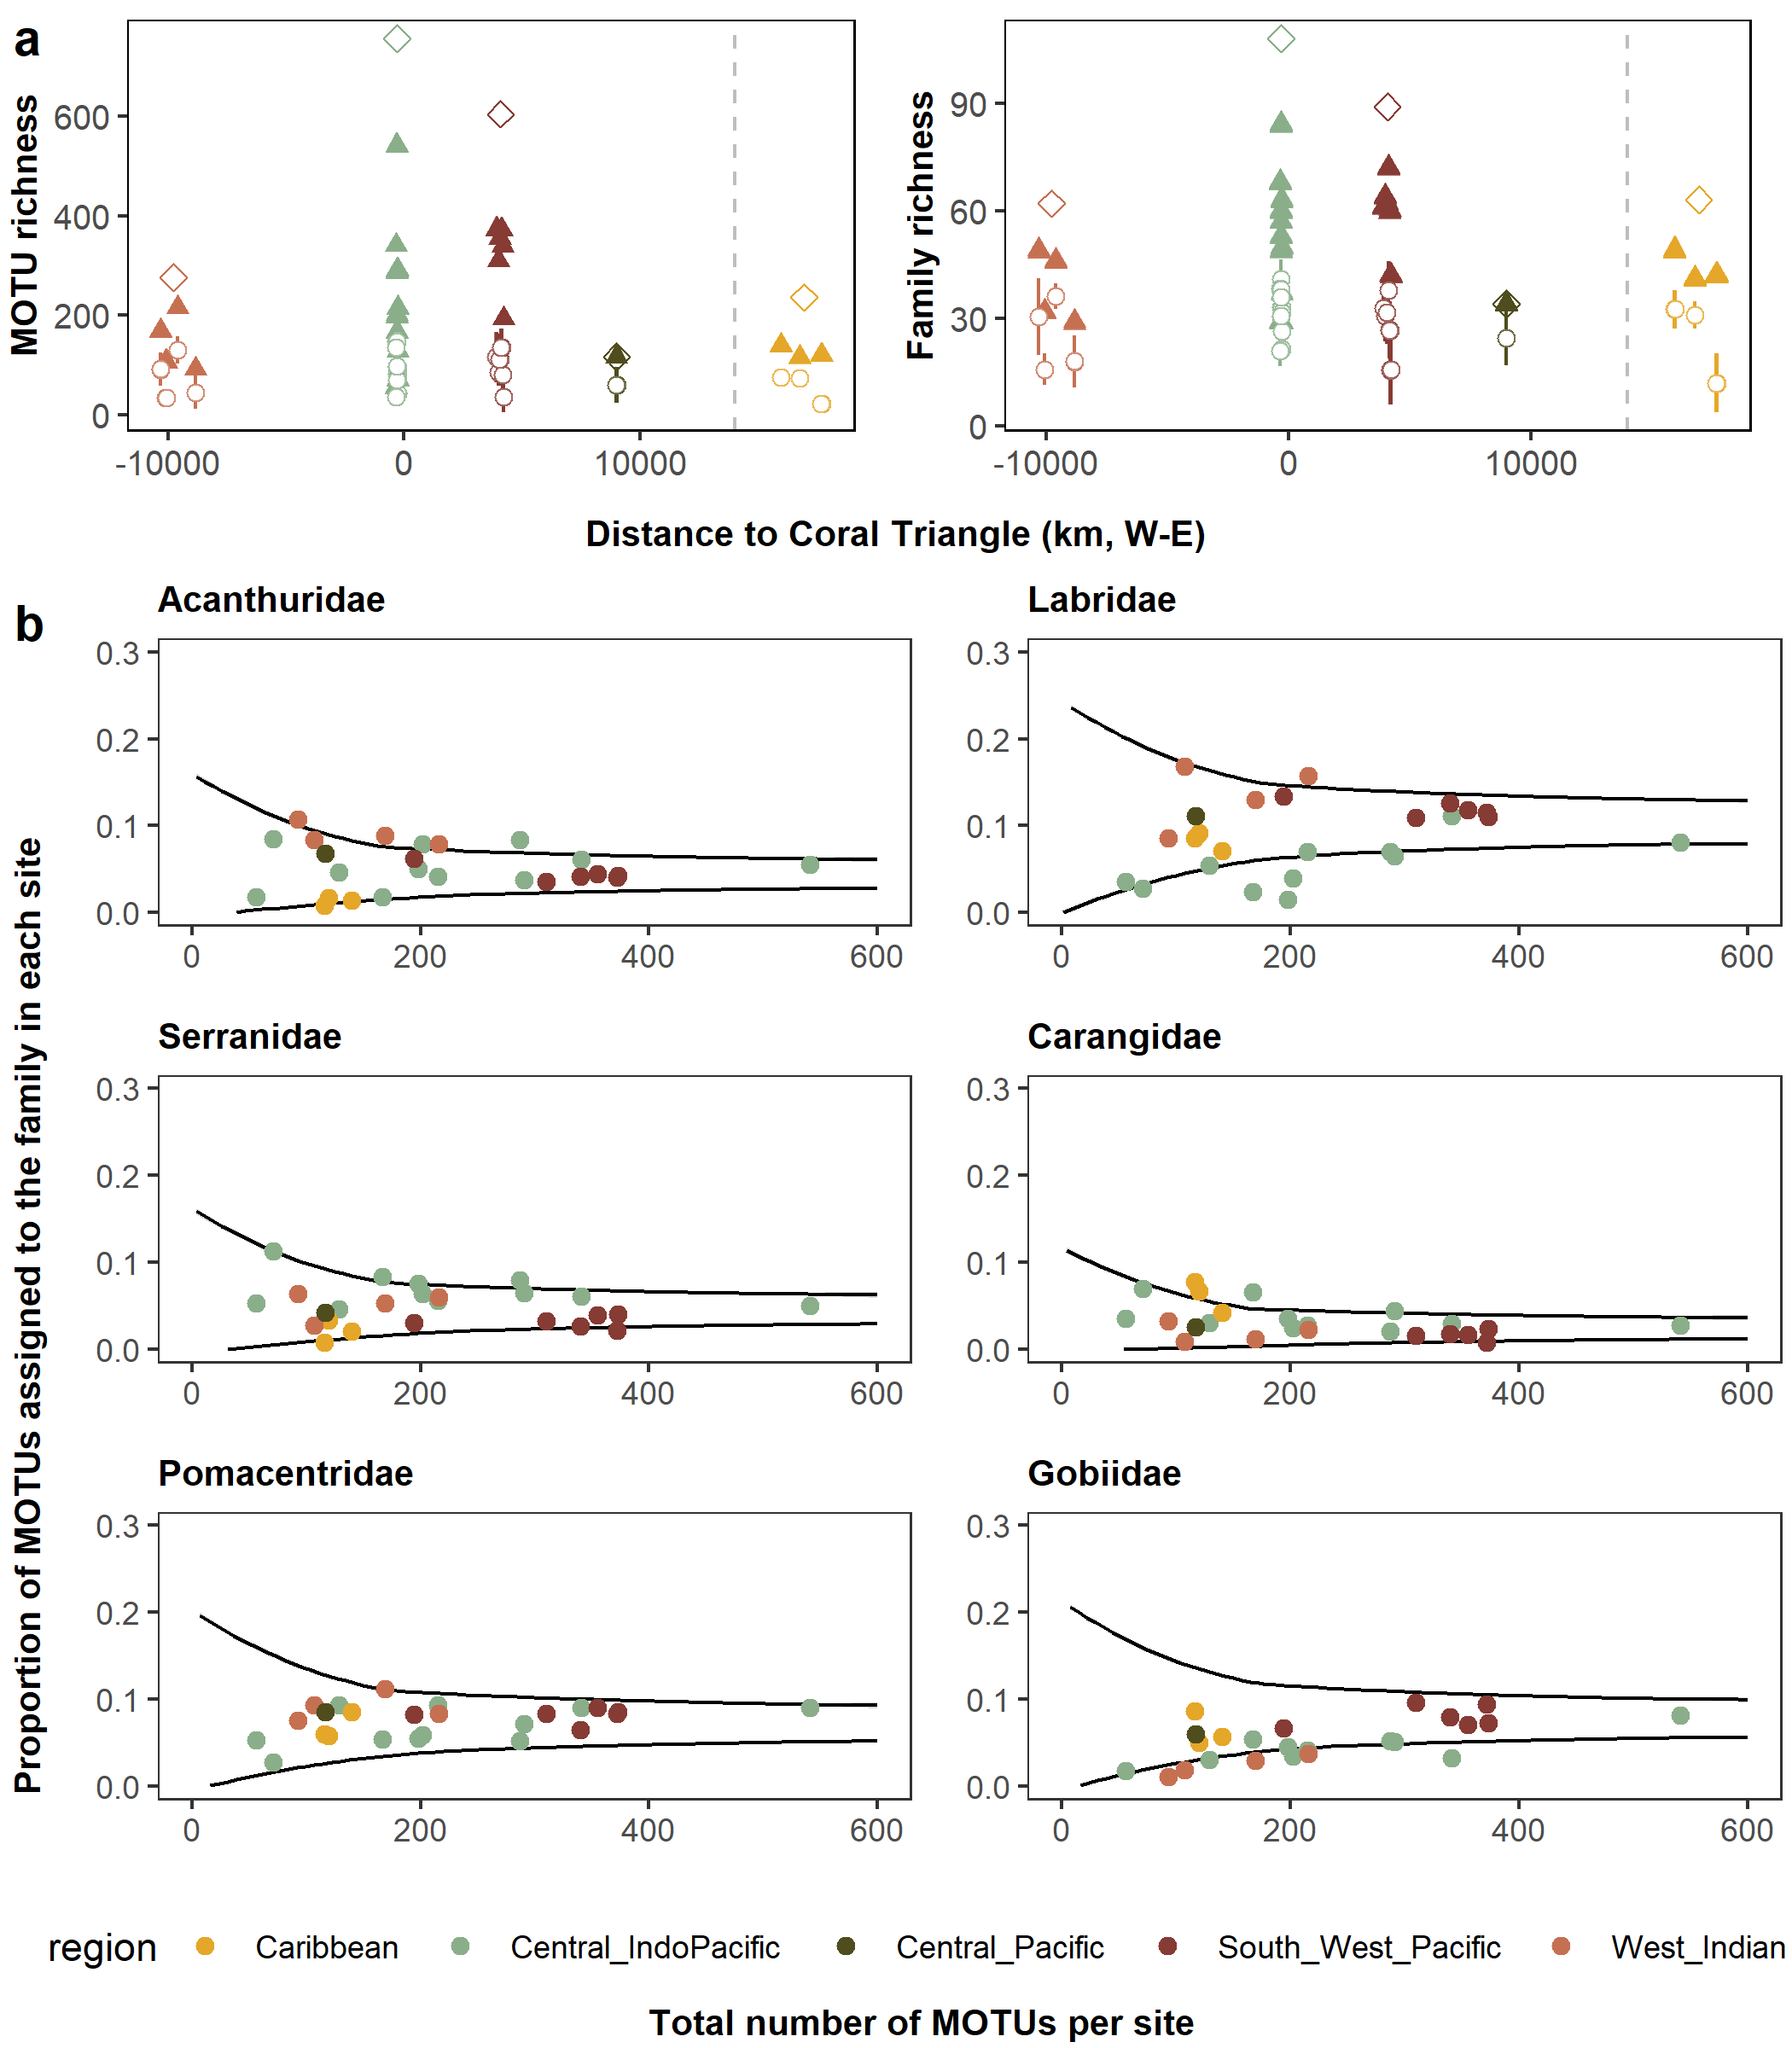 a
MOTU richness
600
400
200
0
-10000 0 10000
Family richness
90
60
30
0
-10000 0 10000
Distance to Coral Triangle (km, W-E)
b
Proportion of MOTUs assigned to the family in each site
Acanthuridae
0.3
0.2
0.1
0.0
0 200 400 600
Labridae
0.3
0.2
0.1
0.0
0 200 400 600
Serranidae
0.3
0.2
0.1
0.0
0 200 400 600
Carangidae
0.3
0.2
0.1
0.0
0 200 400 600
Pomacentridae
0.3
0.2
0.1
0.0
0 200 400 600
Gobiidae
0.3
0.2
0.1
0.0
0 200 400 600
region Caribbean Central_IndoPacific Central_Pacific South_West_Pacific West_Indian
Total number of MOTUs per site